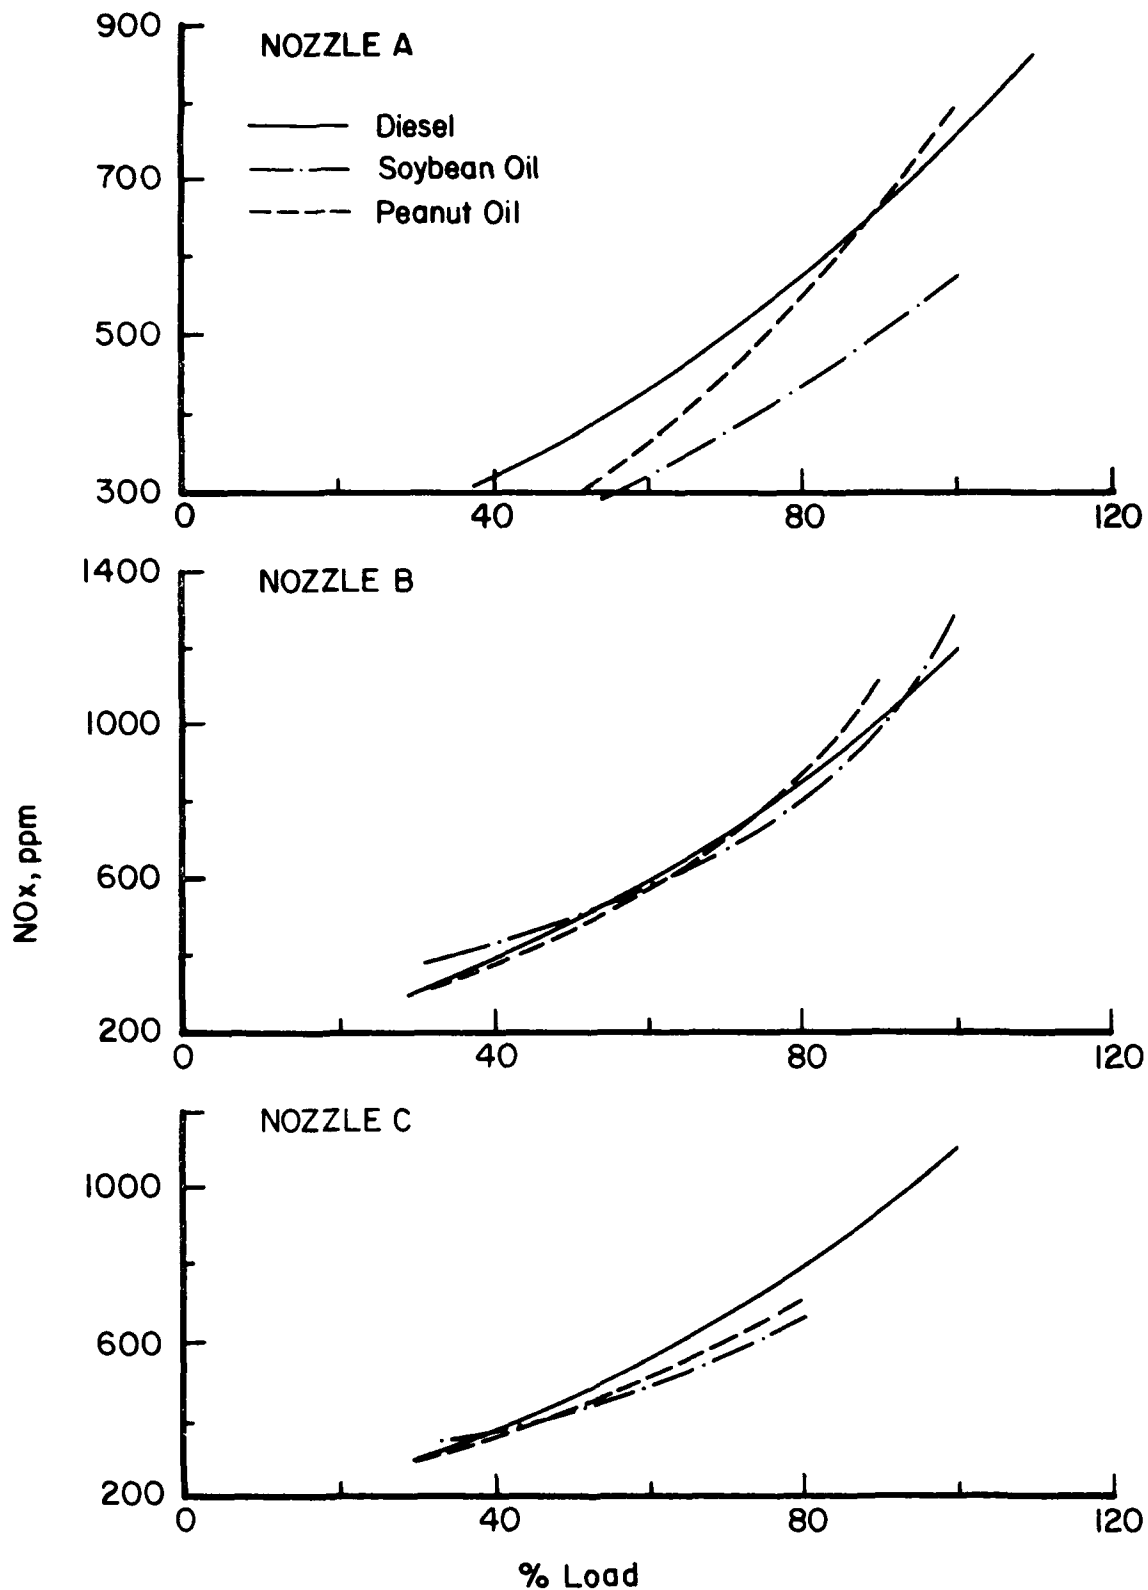 900
NOZZLE A
Diesel
Soybean Oil
Peanut Oil
700
500
300
0 40 80 120
1400
NOZZLE B
1000
600
200
0 40 80 120
NOx, ppm
NOZZLE C
1000
600
200
0 40 80 120
% Load